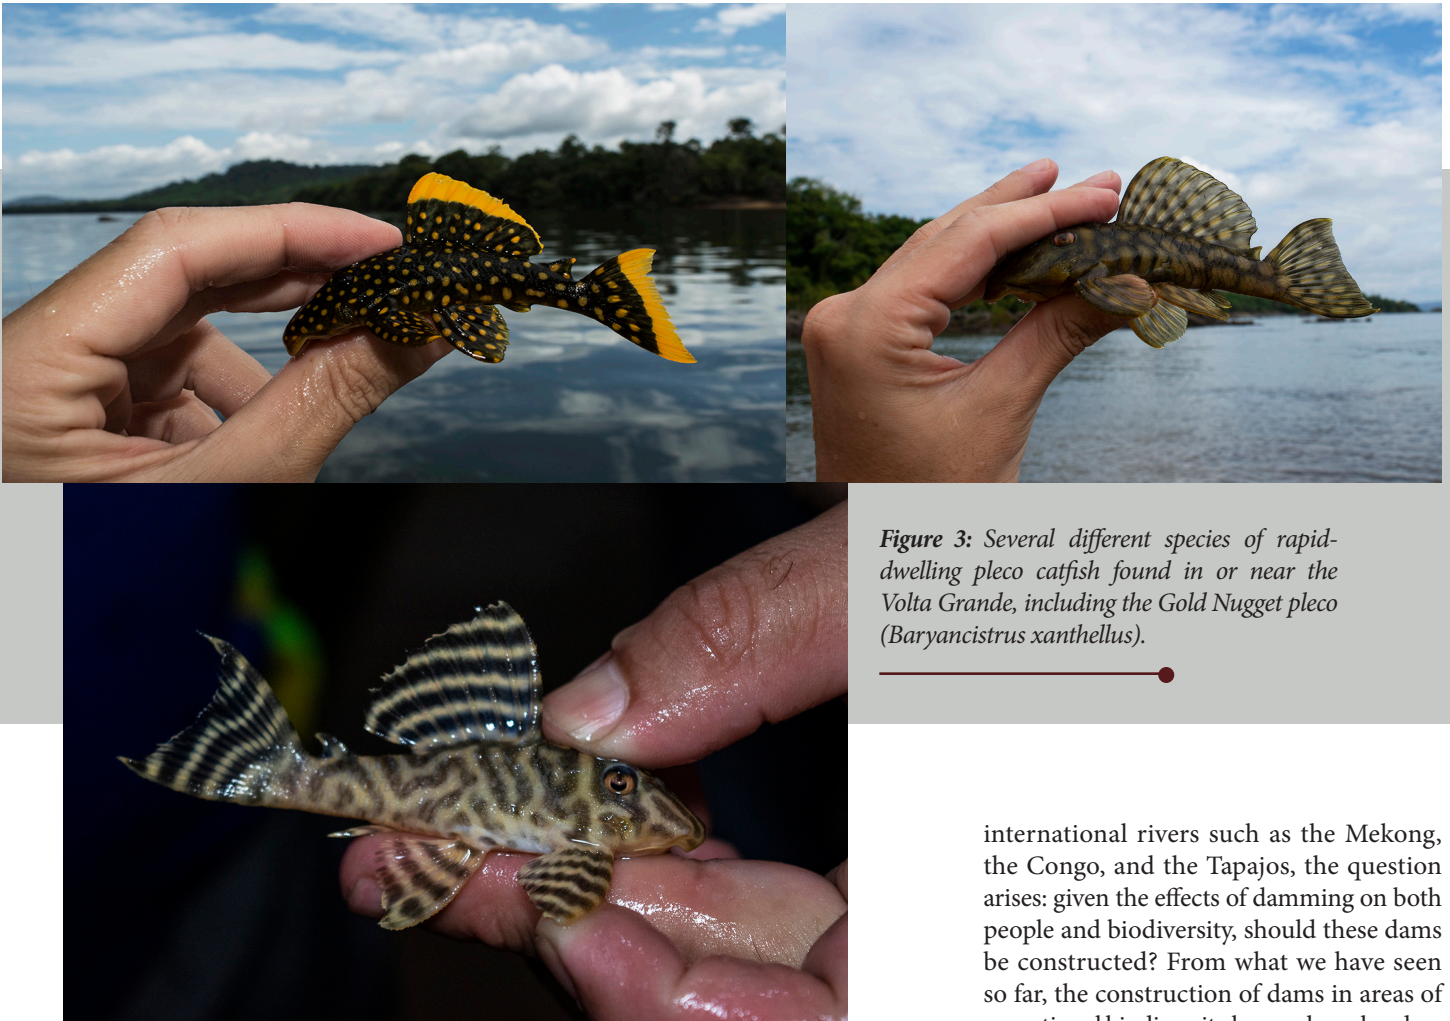 Figure 3: Several different species of rapid-
dwelling pleco catfish found in or near the
Volta Grande, including the Gold Nugget pleco
(Baryancistrus xanthellus).
international rivers such as the Mekong,
the Congo, and the Tapajos, the question
arises: given the effects of damming on both
people and biodiversity, should these dams
be constructed? From what we have seen
so far, the construction of dams in areas of